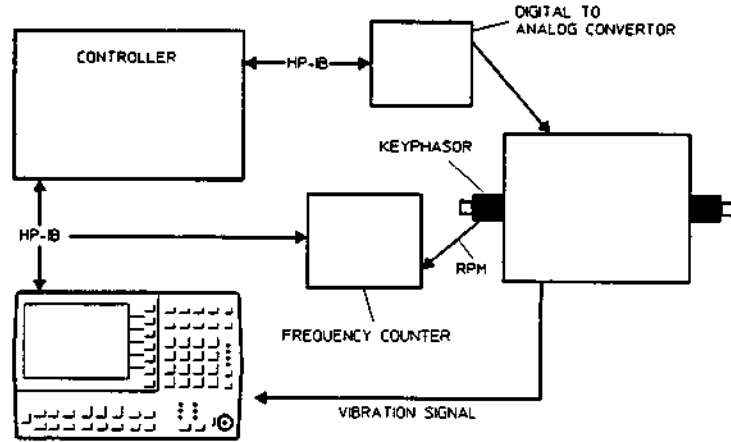 DIGITAL TO
ANALOG CONVERTOR
CONTROLLER
HP-IB
KEYPHASOR
HP-IB
RPM
FREQUENCY COUNTER
VIBRATION SIGNAL